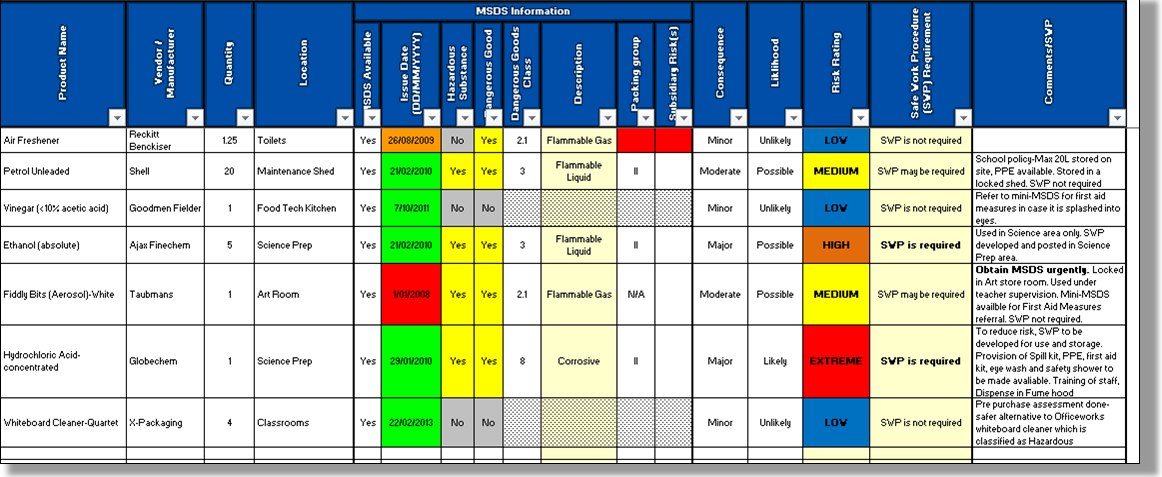 MSDS Information
Product Name
Vendor /
Manufacturer
Quantity
Location
MSDS Available
Issue Date
(DD/MM/YYYY)
Hazardous
Substance
Dangerous Good
Dangerous Goods
Class
Description
Packing group
Subsidiary Risk(s)
Consequence
Liklihood
Risk Rating
Safe Work Procedure
(SWP) Requirement
Comments/SWP
Air Freshener
Reckitt
Benckiser
1.25
Toilets
Yes
26/08/2009
No
Yes
2.1
Flammable Gas
Minor
Unlikely
LOW
SWP is not required
Petrol Unleaded
Shell
20
Maintenance Shed
Yes
21/02/2010
Yes
Yes
3
Flammable
Liquid
II
Moderate
Possible
MEDIUM
SWP may be required
School policy-Max 20L stored on
site, PPE available. Stored in a
locked shed. SWP not required
Vinegar (<10% acetic acid)
Goodmen Fielder
1
Food Tech Kitchen
Yes
7/10/2011
No
No
Minor
Unlikely
LOW
SWP is not required
Refer to mini-MSDS for first aid
measures in case it is splashed into
eyes.
Ethanol (absolute)
Ajax Finechem
5
Science Prep
Yes
21/02/2010
Yes
Yes
3
Flammable
Liquid
II
Major
Possible
HIGH
SWP is required
Used in Science area only. SWP
developed and posted in Science
Prep area.
Fiddly Bits (Aerosol)-White
Taubmans
1
Art Room
Yes
1/01/2008
Yes
Yes
2.1
Flammable Gas
N/A
Moderate
Possible
MEDIUM
SWP may be required
Obtain MSDS urgently. Locked
in Art store room. Used under
teacher supervision. Mini-MSDS
availble for First Aid Measures
referral. SWP not required.
Hydrochloric Acid-
concentrated
Globechem
1
Science Prep
Yes
29/01/2010
Yes
Yes
8
Corrosive
II
Major
Likely
EXTREME
SWP is required
To reduce risk, SWP to be
developed for use and storage.
Provision of Spill kit, PPE, first aid
kit, eye wash and safety shower to
be made avaliable. Training of staff,
Dispense in Fume hood
Whiteboard Cleaner-Quartet
X-Packaging
4
Classrooms
Yes
22/02/2013
No
No
Minor
Unlikely
LOW
SWP is not required
Pre purchase assessment done-
safer alternative to Officeworks
whiteboard cleaner which is
classified as Hazardous